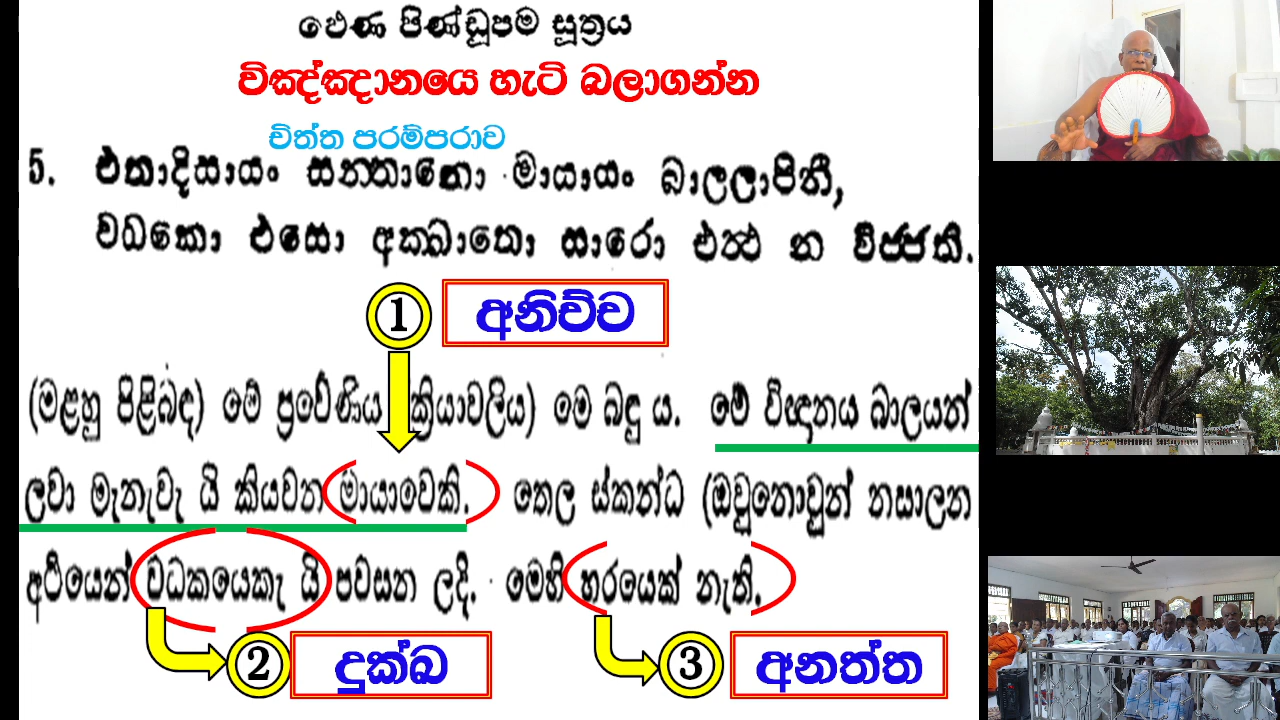 ඵෙණ පිණ්ඩූපම සූත්‍රය
විඤ්ඤානයෙ හැටි බලාගන්න
චිත්ත පරම්පරාව
5. එතාදිසායං සන්තානො මායායං බාලලාපිනී,
වධකො එසො අක්ඛාතො සාරො එත්ථ න විජ්ජති.
1 අනිච්ච
(මළහු පිළිබඳ) මේ ප්‍රවේණිය ක්‍රියාවලිය) මෙ බඳු ය. මේ විඥානය බාලයන්
ලවා මැනැවැ යි කියවන මායාවෙකි. තෙල ස්කන්ධ (ඔවූනොවුන් නසාලන
අර්ථයෙන් වධකයෙකැ යි පවසන ලදි. මෙහි හරයෙක් නැති.
2 දුක්ඛ
3 අනත්ත